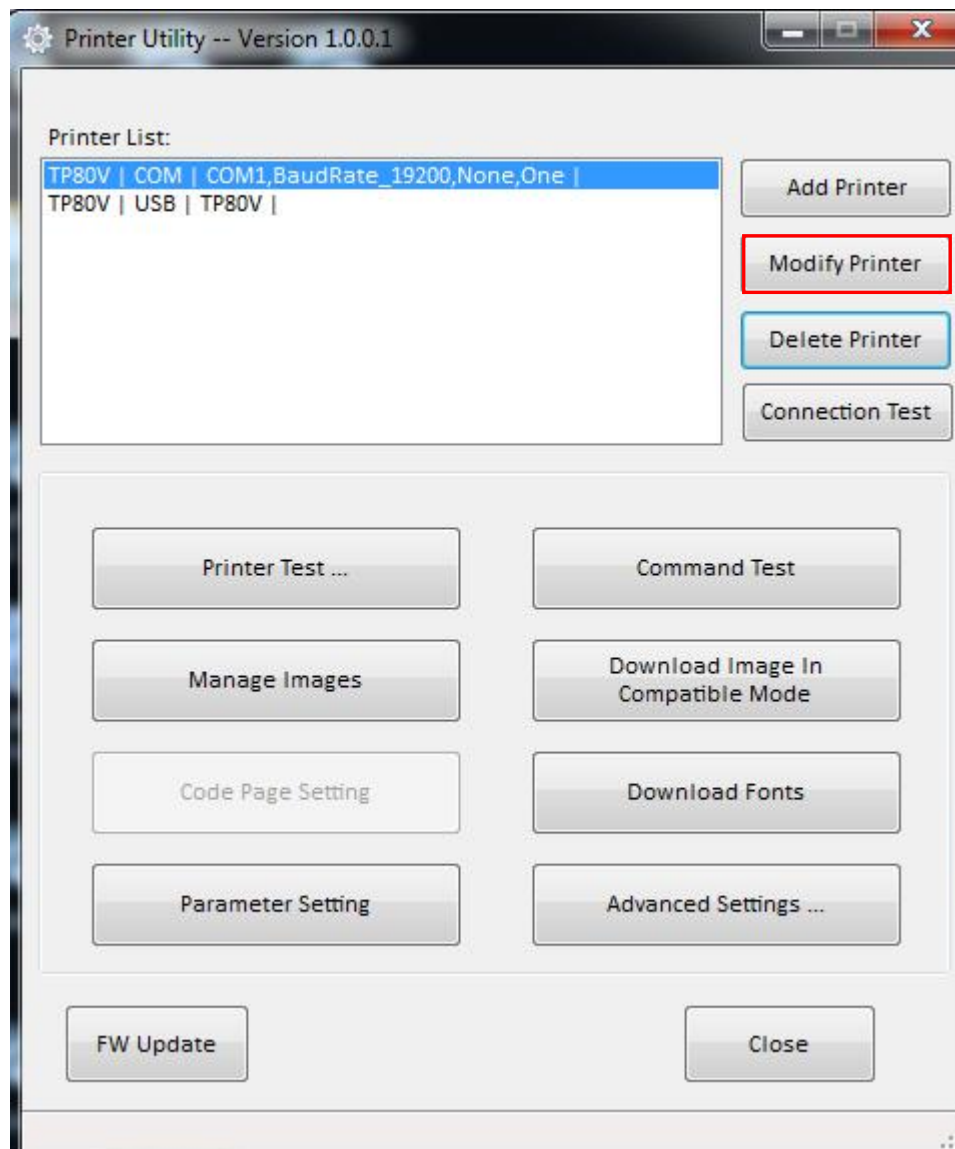 Printer Utility -- Version 1.0.0.1
Printer List:
TP80V | COM | COM1,BaudRate_19200,None,One |
TP80V | USB | TP80V |
Add Printer
Modify Printer
Delete Printer
Connection Test
Printer Test ...
Command Test
Manage Images
Download Image In
Compatible Mode
Code Page Setting
Download Fonts
Parameter Setting
Advanced Settings ...
FW Update
Close